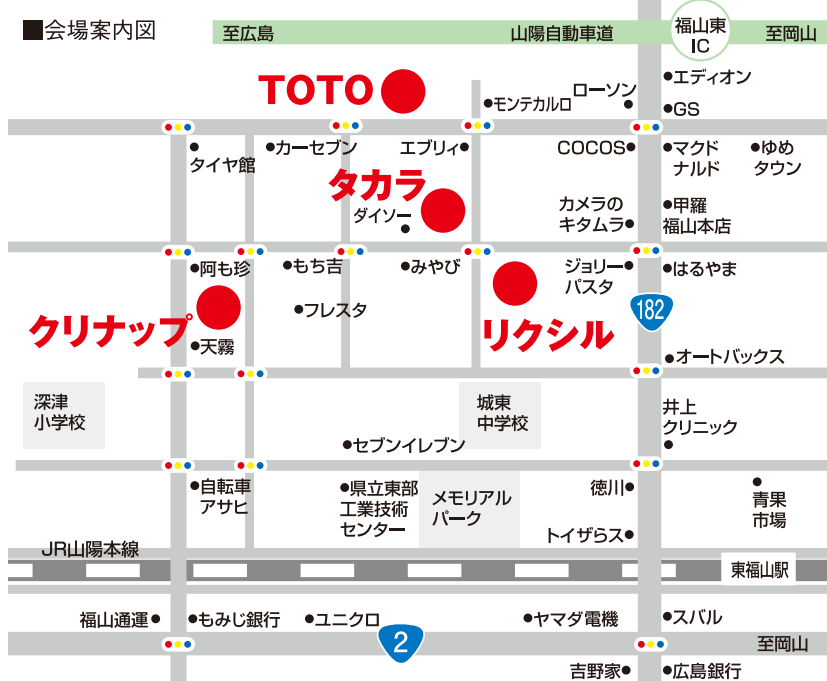 ■会場案内図
至広島
山陽自動車道
福山東
IC
至岡山
TOTO
モンテカルロ
ローソン
エディオン
GS
タイヤ館
カーセブン
エブリィ
COCOS
マクド
ナルド
ゆめ
タウン
タカラ
ダイソー
カメラの
キタムラ
甲羅
福山本店
阿も珍
もち吉
みやび
ジョリー
パスタ
はるやま
クリナップ
フレスタ
リクシル
182
天霧
オートバックス
深津
小学校
城東
中学校
井上
クリニック
セブンイレブン
自転車
アサヒ
県立東部
工業技術
センター
メモリアル
パーク
徳川
トイザらス
青果
市場
JR山陽本線
東福山駅
福山通運
もみじ銀行
ユニクロ
2
ヤマダ電機
スバル
至岡山
吉野家
広島銀行